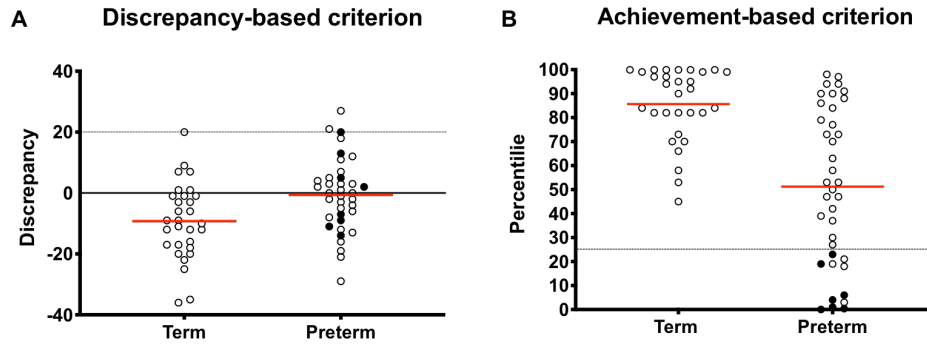 A
Discrepancy-based criterion
Discrepancy
40
20
0
-20
-40
Term
Preterm
B
Achievement-based criterion
Percentilie
100
90
80
70
60
50
40
30
20
10
0
Term
Preterm